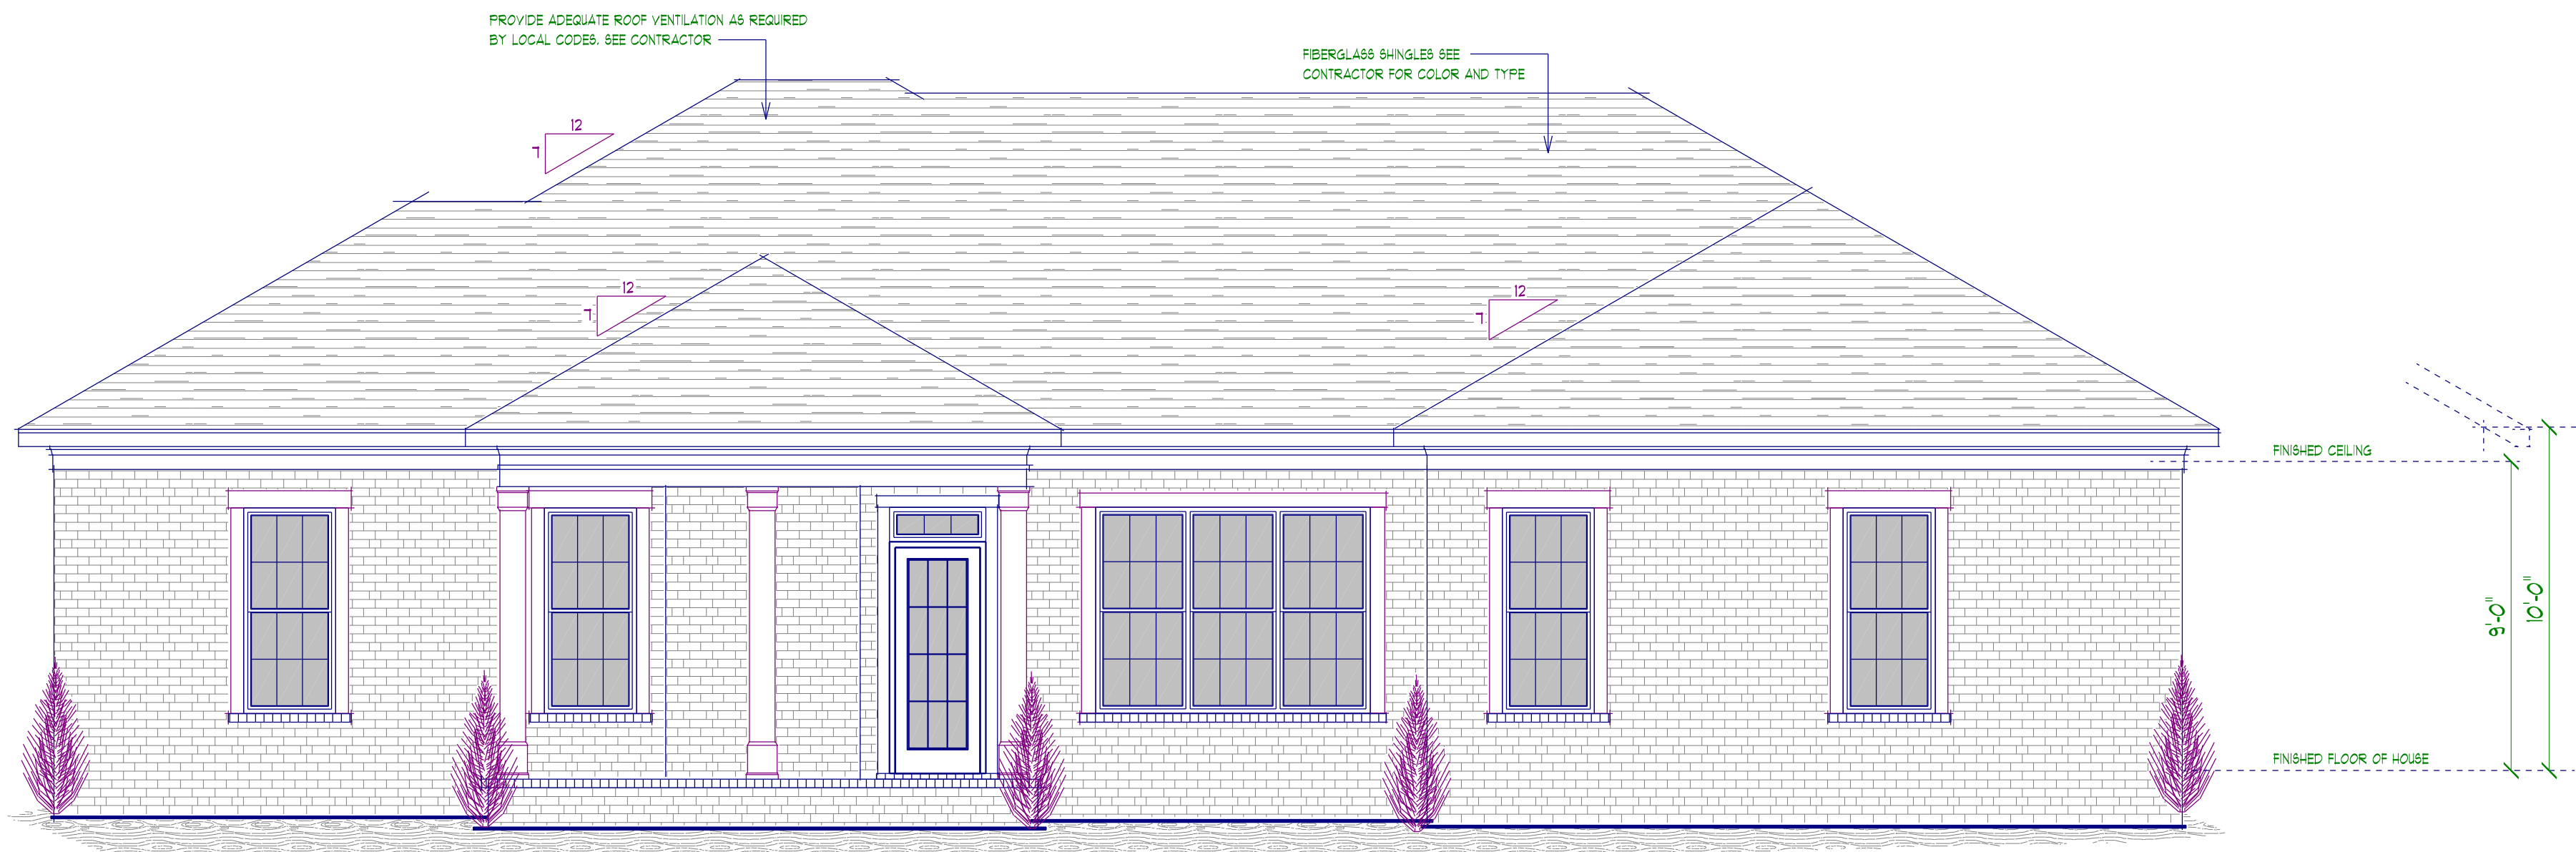 PROVIDE ADEQUATE ROOF VENTILATION AS REQUIRED
BY LOCAL CODES. SEE CONTRACTOR
FIBERGLASS SHINGLES SEE
CONTRACTOR FOR COLOR AND TYPE
12
7
12
7
12
7
FINISHED CEILING
9'-0"
10'-0"
FINISHED FLOOR OF HOUSE